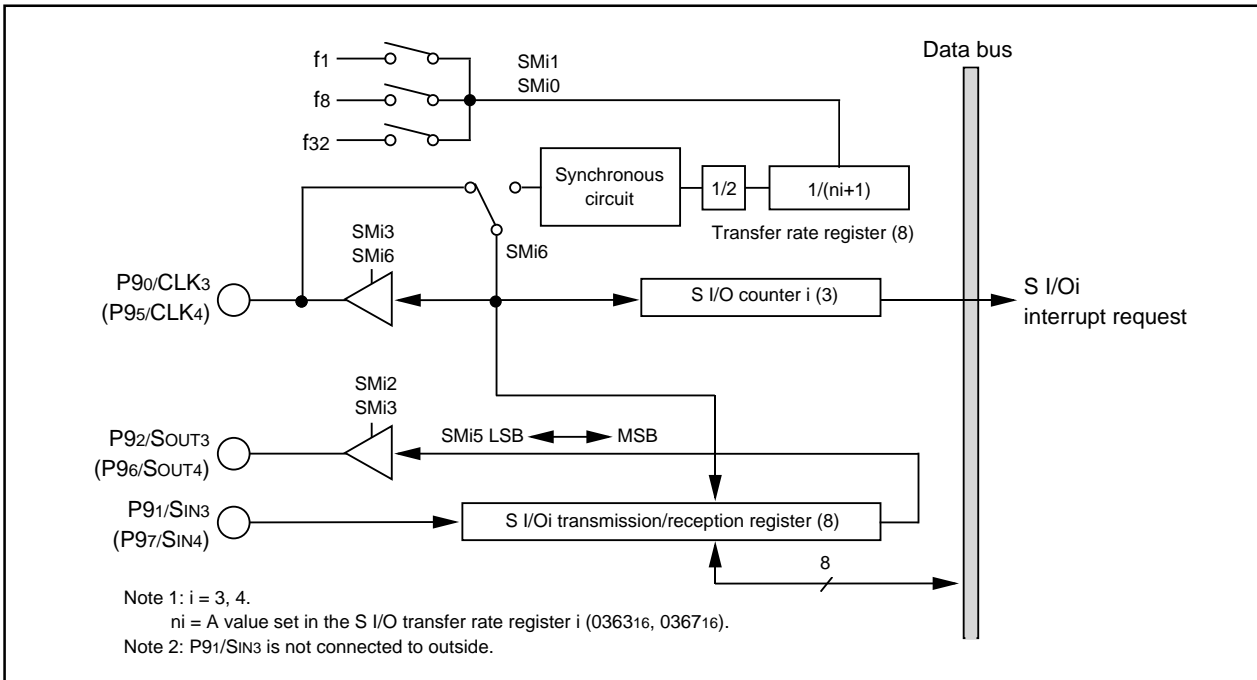 f1
f8
f32
SMi1
SMi0
Data bus
Synchronous
circuit
1/2
1/(ni+1)
Transfer rate register (8)
SMi6
SMi3
SMi6
P90/CLK3
(P95/CLK4)
S I/O counter i (3)
S I/Oi
interrupt request
SMi2
SMi3
SMi5 LSB
MSB
P92/SOUT3
(P96/SOUT4)
P91/SIN3
(P97/SIN4)
S I/Oi transmission/reception register (8)
8
Note 1: i = 3, 4.
ni = A value set in the S I/O transfer rate register i (036316, 036716).
Note 2: P91/SIN3 is not connected to outside.